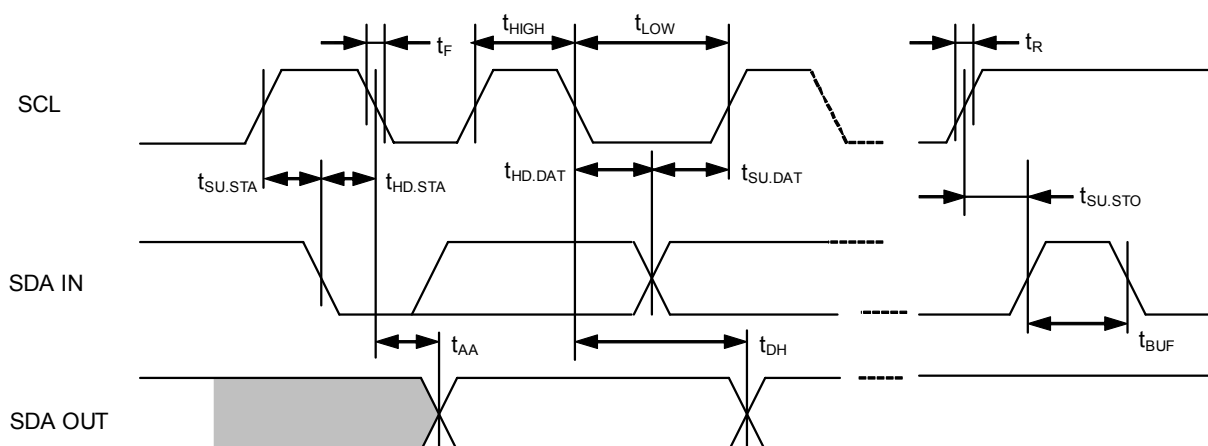 tF
tHIGH
tLOW
tR
SCL
tSU.STA
tHD.STA
tHD.DAT
tSU.DAT
tSU.STO
SDA IN
tAA
tDH
tBUF
SDA OUT